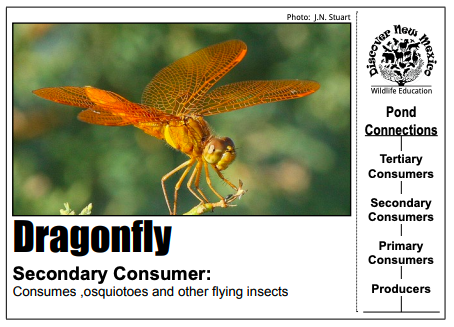 Photo: J.N. Stuart
Dragonfly
Secondary Consumer:
Consumes ,osquiotoes and other flying insects
Discover New Mexico
Wildlife Education
Pond
Connections
Tertiary
Consumers
Secondary
Consumers
Primary
Consumers
Producers